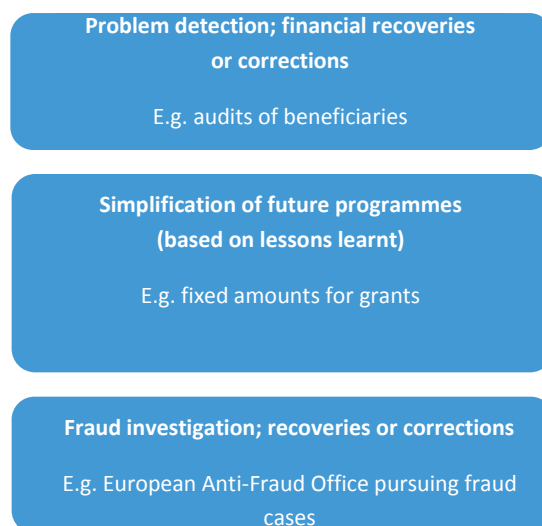 Problem detection; financial recoveries
or corrections
E.g. audits of beneficiaries
Simplification of future programmes
(based on lessons learnt)
E.g. fixed amounts for grants
Fraud investigation; recoveries or corrections
E.g. European Anti-Fraud Office pursuing fraud
cases